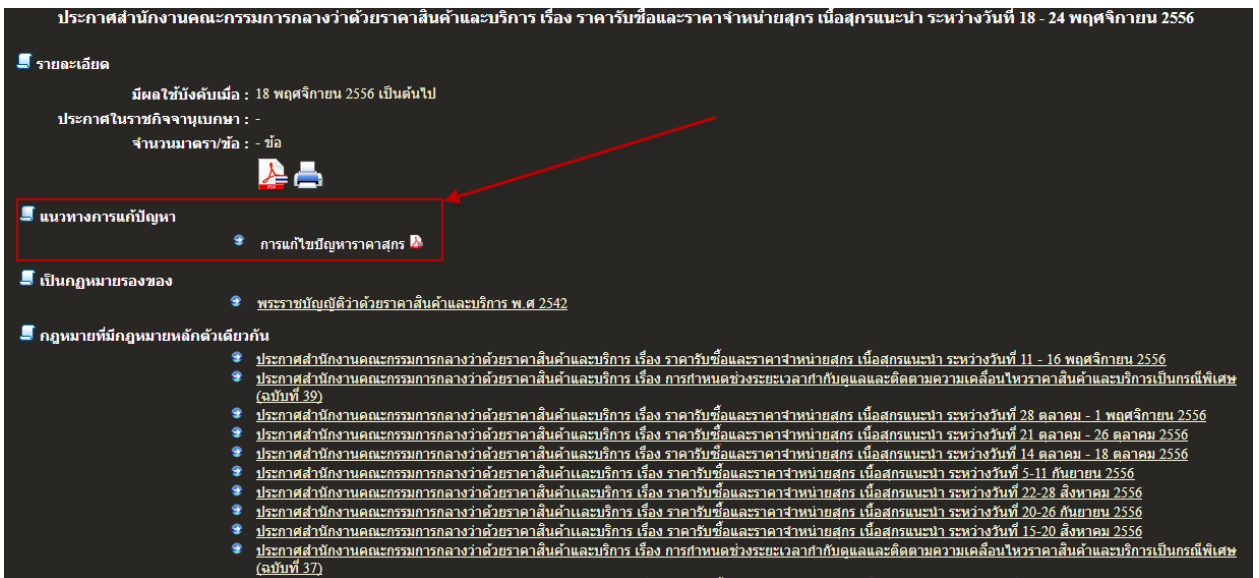 ประกาศสำนักงานคณะกรรมการกลางว่าด้วยราคาสินค้าและบริการ เรื่อง ราคารับซื้อและราคาจำหน่ายสุกร เนื้อสุกรแนะนำ ระหว่างวันที่ 18 - 24 พฤศจิกายน 2556
รายละเอียด
มีผลใช้บังคับเมื่อ : 18 พฤศจิกายน 2556 เป็นต้นไป
ประกาศในราชกิจจานุเบกษา : -
จำนวนมาตรา/ข้อ : - ข้อ
แนวทางการแก้ปัญหา
การแก้ไขปัญหาราคาสุกร
เป็นกฎหมายรองของ
พระราชบัญญัติว่าด้วยราคาสินค้าและบริการ พ.ศ 2542
กฎหมายที่มีกฎหมายหลักตัวเดียวกัน
ประกาศสำนักงานคณะกรรมการกลางว่าด้วยราคาสินค้าและบริการ เรื่อง ราคารับซื้อและราคาจำหน่ายสุกร เนื้อสุกรแนะนำ ระหว่างวันที่ 11 - 16 พฤศจิกายน 2556
ประกาศสำนักงานคณะกรรมการกลางว่าด้วยราคาสินค้าและบริการ เรื่อง การกำหนดช่วงระยะเวลากำกับดูแลและติดตามความเคลื่อนไหวราคาสินค้าและบริการเป็นกรณีพิเศษ
(ฉบับที่ 39)
ประกาศสำนักงานคณะกรรมการกลางว่าด้วยราคาสินค้าและบริการ เรื่อง ราคารับซื้อและราคาจำหน่ายสุกร เนื้อสุกรแนะนำ ระหว่างวันที่ 28 ตุลาคม - 1 พฤศจิกายน 2556
ประกาศสำนักงานคณะกรรมการกลางว่าด้วยราคาสินค้าและบริการ เรื่อง ราคารับซื้อและราคาจำหน่ายสุกร เนื้อสุกรแนะนำ ระหว่างวันที่ 21 ตุลาคม - 26 ตุลาคม 2556
ประกาศสำนักงานคณะกรรมการกลางว่าด้วยราคาสินค้าและบริการ เรื่อง ราคารับซื้อและราคาจำหน่ายสุกร เนื้อสุกรแนะนำ ระหว่างวันที่ 14 ตุลาคม - 18 ตุลาคม 2556
ประกาศสำนักงานคณะกรรมการกลางว่าด้วยราคาสินค้าและบริการ เรื่อง ราคารับซื้อและราคาจำหน่ายสุกร เนื้อสุกรแนะนำ ระหว่างวันที่ 5-11 กันยายน 2556
ประกาศสำนักงานคณะกรรมการกลางว่าด้วยราคาสินค้าและบริการ เรื่อง ราคารับซื้อและราคาจำหน่ายสุกร เนื้อสุกรแนะนำ ระหว่างวันที่ 22-28 สิงหาคม 2556
ประกาศสำนักงานคณะกรรมการกลางว่าด้วยราคาสินค้าและบริการ เรื่อง ราคารับซื้อและราคาจำหน่ายสุกร เนื้อสุกรแนะนำ ระหว่างวันที่ 20-26 กันยายน 2556
ประกาศสำนักงานคณะกรรมการกลางว่าด้วยราคาสินค้าและบริการ เรื่อง ราคารับซื้อและราคาจำหน่ายสุกร เนื้อสุกรแนะนำ ระหว่างวันที่ 15-20 สิงหาคม 2556
ประกาศสำนักงานคณะกรรมการกลางว่าด้วยราคาสินค้าและบริการ เรื่อง การกำหนดช่วงระยะเวลากำกับดูแลและติดตามความเคลื่อนไหวราคาสินค้าและบริการเป็นกรณีพิเศษ
(ฉบับที่ 37)